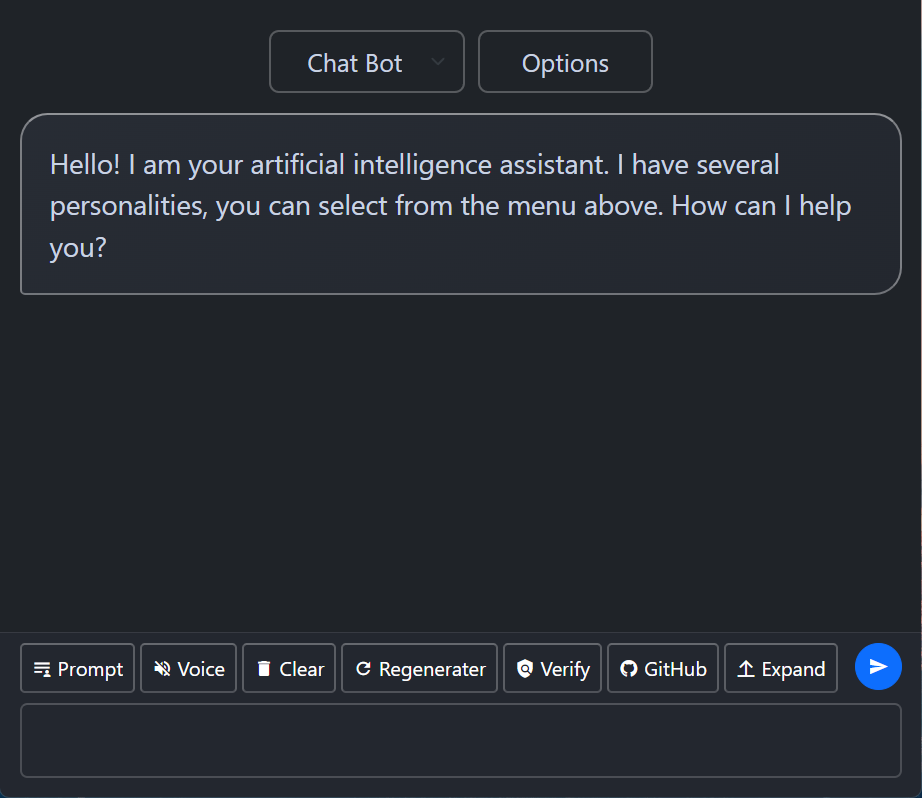 Chat Bot
Options
Hello! I am your artificial intelligence assistant. I have several
personalities, you can select from the menu above. How can I help
you?
Prompt
Voice
Clear
Regenerater
Verify
GitHub
Expand